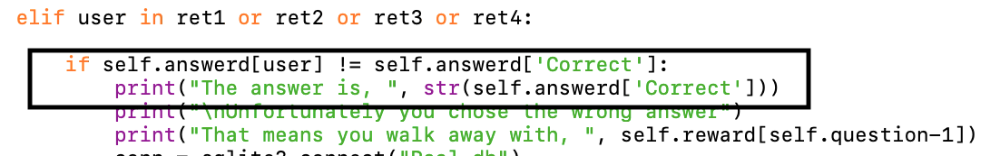 elif user in ret1 or ret2 or ret3 or ret4:
if self.answerd[user] != self.answerd['Correct']:
print("The answer is, ", str(self.answerd['Correct']))
print("\nUnfortunately you chose the wrong answer")
print("That means you walk away with, ", self.reward[self.question-1])
conn = sqlite3.connect("Real.db")